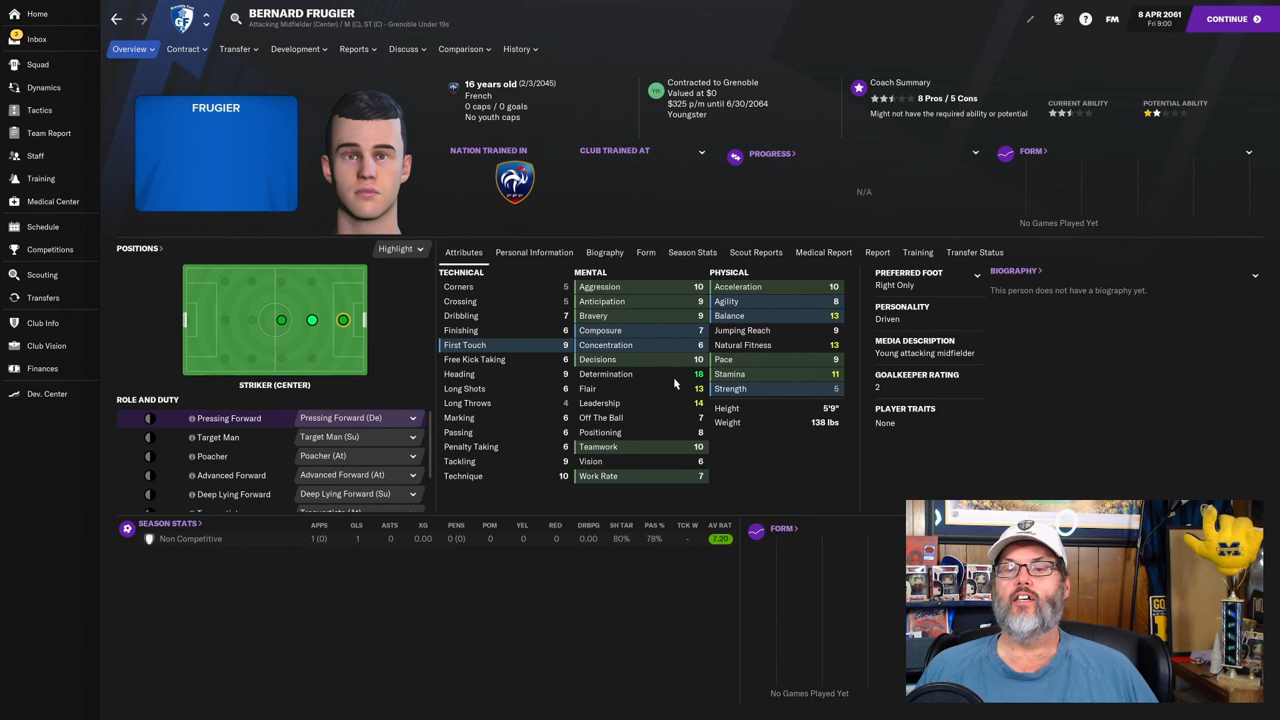 Home
3
Inbox
Squad
Dynamics
Tactics
Team Report
Staff
Training
Medical Center
Schedule
Competitions
Scouting
Transfers
Club Info
Club Vision
Finances
Dev. Center
GF
BERNARD FRUGIER
Attacking Midfielder (Center) / M (C), ST (C) - Grenoble Under 19s
?
FM
8 APR 2061
Fri 9:00
CONTINUE
Overview
Contract
Transfer
Development
Reports
Discuss
Comparison
History
FRUGIER
16 years old (2/3/2045)
French
0 caps / 0 goals
No youth caps
Yth
Contracted to Grenoble
Valued at $0
$325 p/m until 6/30/2064
Youngster
Coach Summary
8 Pros / 5 Cons
Might not have the required ability or potential
CURRENT ABILITY
POTENTIAL ABILITY
NATION TRAINED IN
FFF
CLUB TRAINED AT
PROGRESS
N/A
FORM
No Games Played Yet
POSITIONS
Highlight
STRIKER (CENTER)
ROLE AND DUTY
Pressing Forward
Pressing Forward (De)
Target Man
Target Man (Su)
Poacher
Poacher (At)
Advanced Forward
Advanced Forward (At)
Deep Lying Forward
Deep Lying Forward (Su)
Attributes
Personal Information
Biography
Form
Season Stats
Scout Reports
Medical Report
Report
Training
Transfer Status
TECHNICAL
Corners 5
Crossing 5
Dribbling 7
Finishing 6
First Touch 9
Free Kick Taking 6
Heading 9
Long Shots 6
Long Throws 4
Marking 6
Passing 6
Penalty Taking 6
Tackling 9
Technique 10
MENTAL
Aggression 10
Anticipation 9
Bravery 9
Composure 7
Concentration 6
Decisions 10
Determination 18
Flair 13
Leadership 14
Off The Ball 7
Positioning 8
Teamwork 10
Vision 6
Work Rate 7
PHYSICAL
Acceleration 10
Agility 8
Balance 13
Jumping Reach 9
Natural Fitness 13
Pace 9
Stamina 11
Strength 5
Height 5'9"
Weight 138 lbs
PREFERRED FOOT
Right Only
PERSONALITY
Driven
MEDIA DESCRIPTION
Young attacking midfielder
GOALKEEPER RATING
2
PLAYER TRAITS
None
BIOGRAPHY
This person does not have a biography yet.
SEASON STATS
APPS GLS ASTS XG PENS POM YEL RED DRBPG SH TAR PAS % TCK W AV RAT
Non Competitive 1 (0) 1 0 0.00 0 (0) 0 0 0 0.00 80% 78% - 7.20
FORM
No Games Played Yet
M
GO